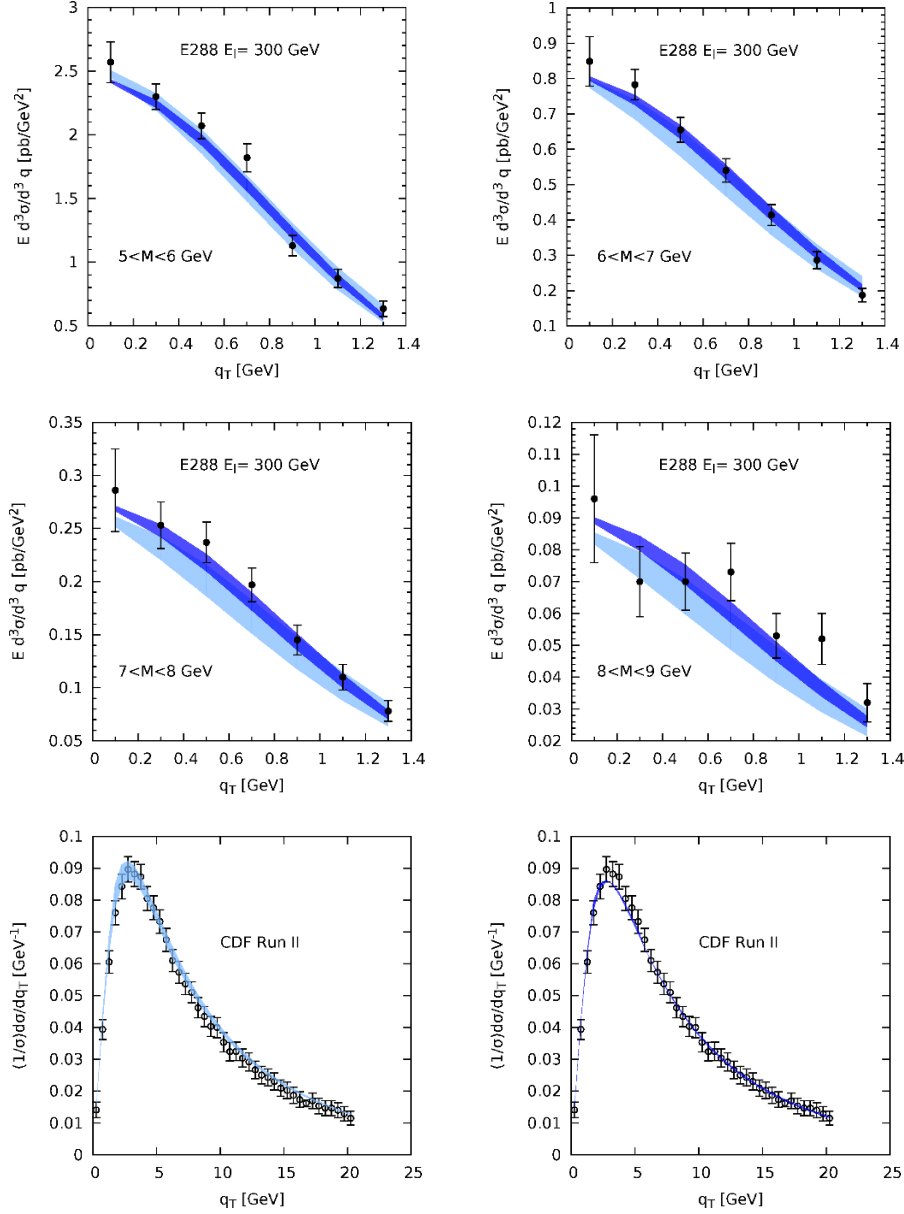 E d³σ/d³ q [pb/GeV²]
3
2.5
2
1.5
1
0.5
E288 E_l= 300 GeV
5<M<6 GeV
0 0.2 0.4 0.6 0.8 1 1.2 1.4
q_T [GeV]
E d³σ/d³ q [pb/GeV²]
1
0.9
0.8
0.7
0.6
0.5
0.4
0.3
0.2
0.1
E288 E_l= 300 GeV
6<M<7 GeV
0 0.2 0.4 0.6 0.8 1 1.2 1.4
q_T [GeV]
E d³σ/d³ q [pb/GeV²]
0.35
0.3
0.25
0.2
0.15
0.1
0.05
E288 E_l= 300 GeV
7<M<8 GeV
0 0.2 0.4 0.6 0.8 1 1.2 1.4
q_T [GeV]
E d³σ/d³ q [pb/GeV²]
0.12
0.11
0.1
0.09
0.08
0.07
0.06
0.05
0.04
0.03
0.02
E288 E_l= 300 GeV
8<M<9 GeV
0 0.2 0.4 0.6 0.8 1 1.2 1.4
q_T [GeV]
(1/σ)dσ/dq_T [GeV⁻¹]
0.1
0.09
0.08
0.07
0.06
0.05
0.04
0.03
0.02
0.01
0
CDF Run II
0 5 10 15 20 25
q_T [GeV]
(1/σ)dσ/dq_T [GeV⁻¹]
0.1
0.09
0.08
0.07
0.06
0.05
0.04
0.03
0.02
0.01
0
CDF Run II
0 5 10 15 20 25
q_T [GeV]